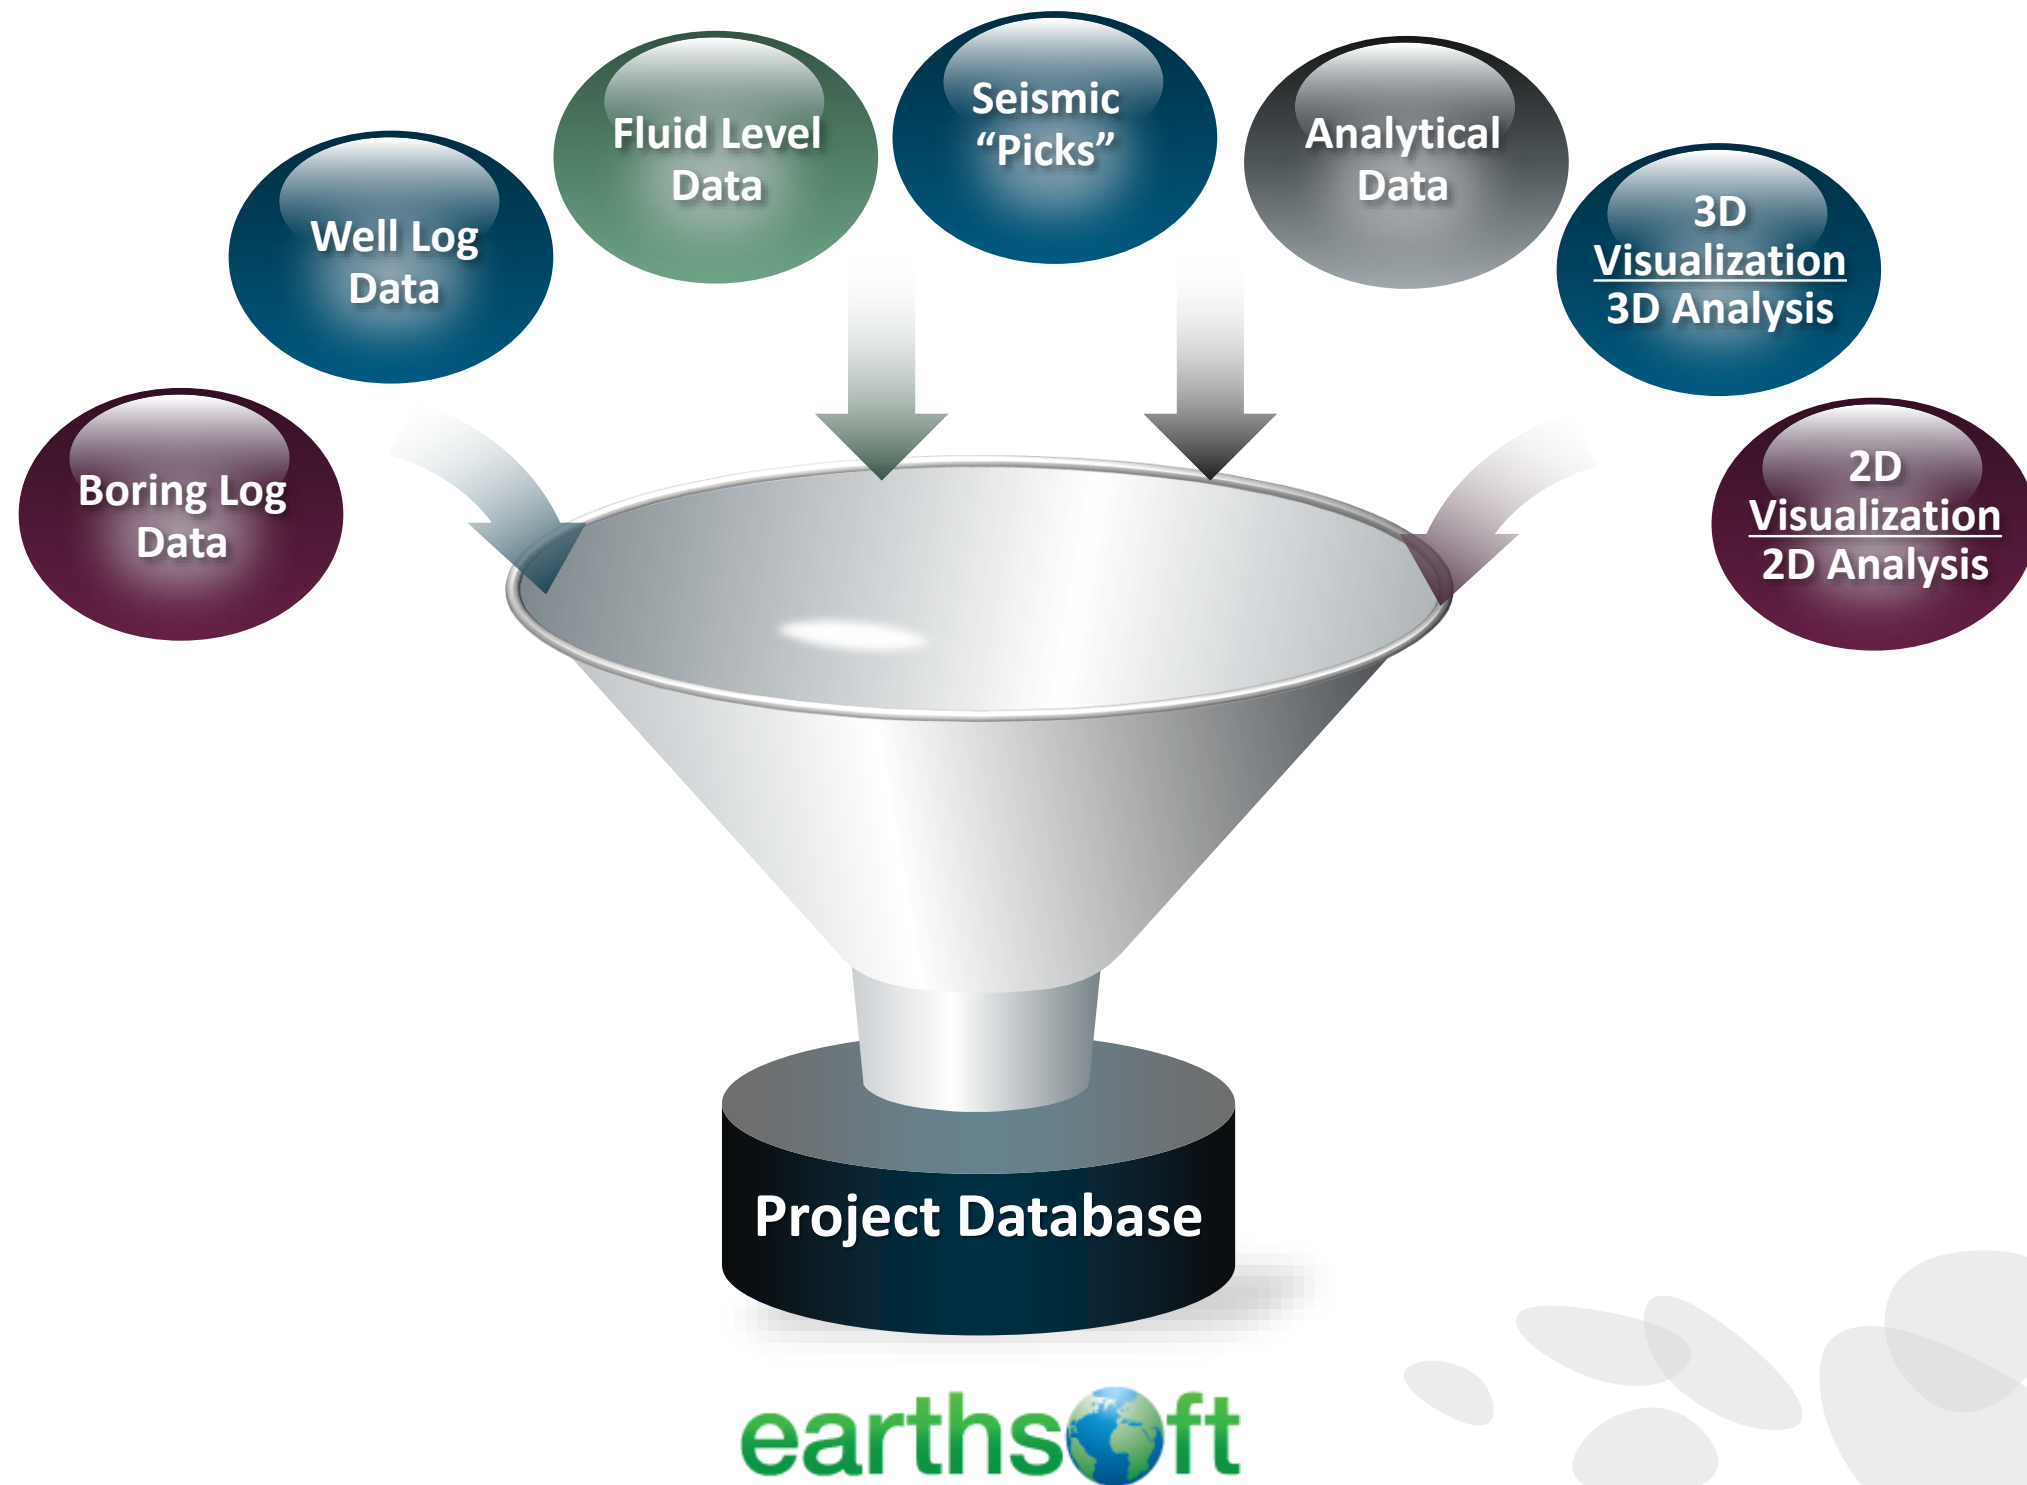 Boring Log
Data
Well Log
Data
Fluid Level
Data
Seismic
“Picks”
Analytical
Data
3D
Visualization
3D Analysis
2D
Visualization
2D Analysis
Project Database
earthsoft